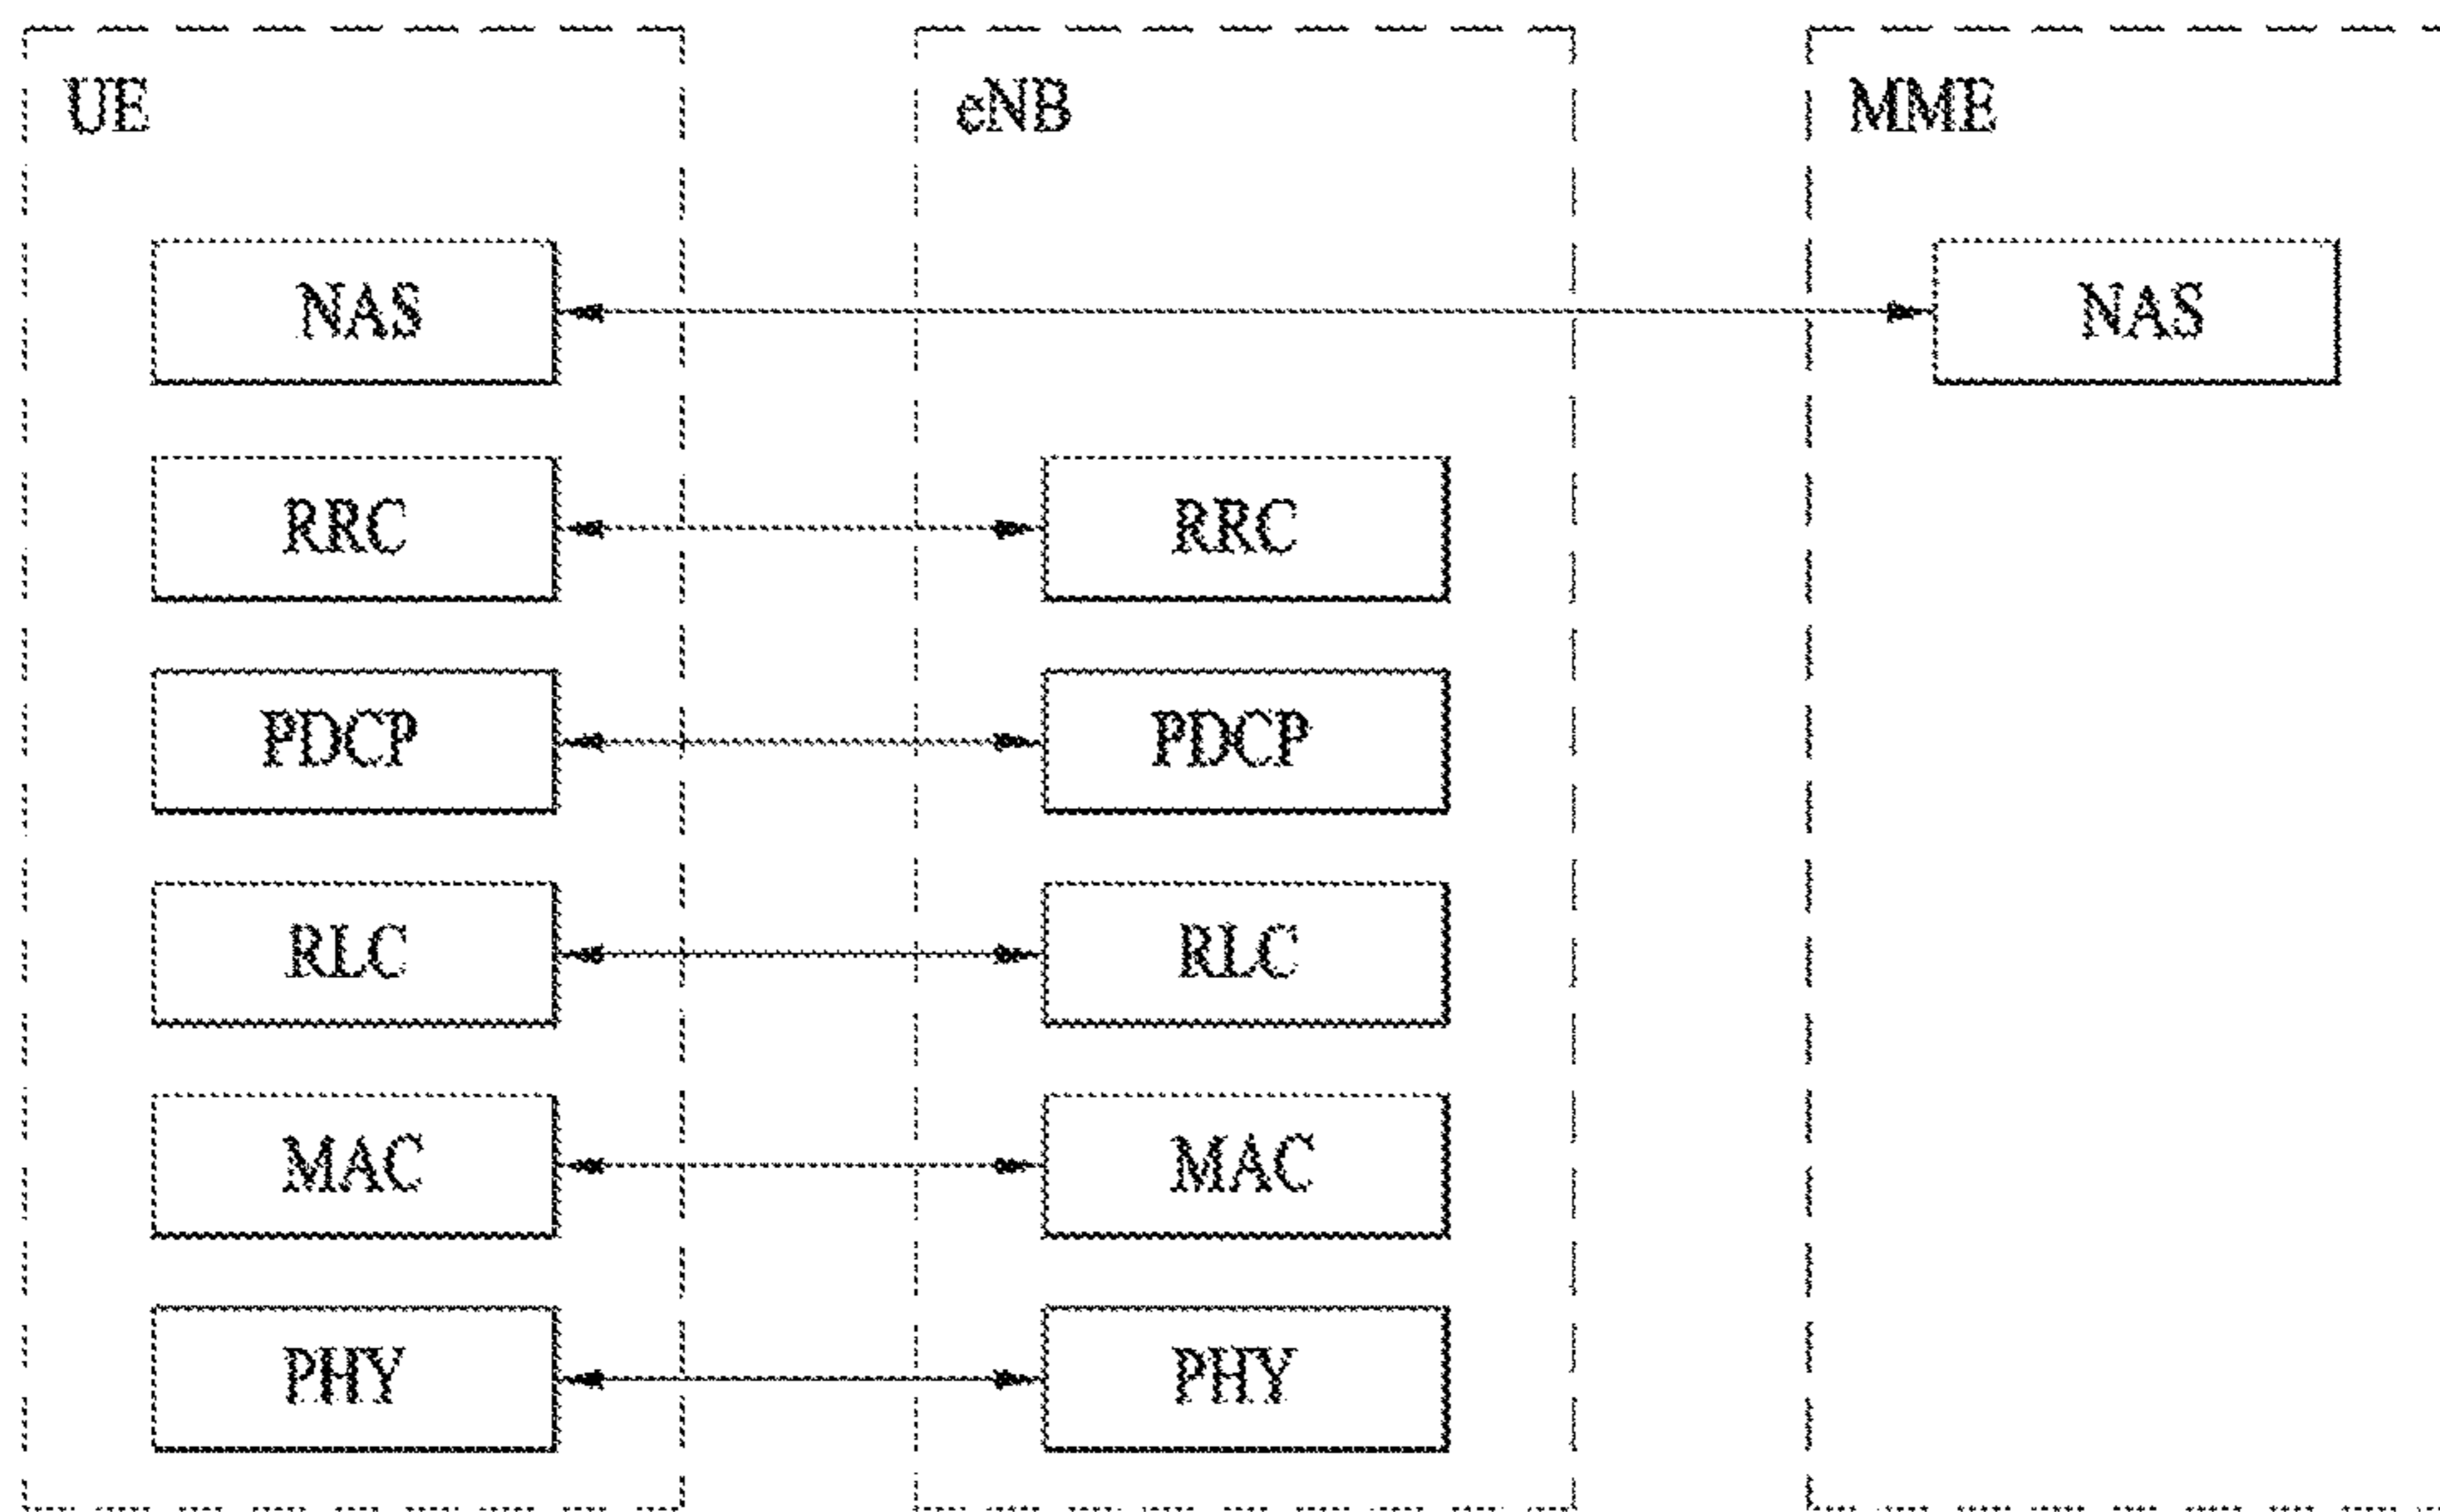 UE eNB MME
NAS NAS
RRC RRC
PDCP PDCP
RLC RLC
MAC MAC
PHY PHY